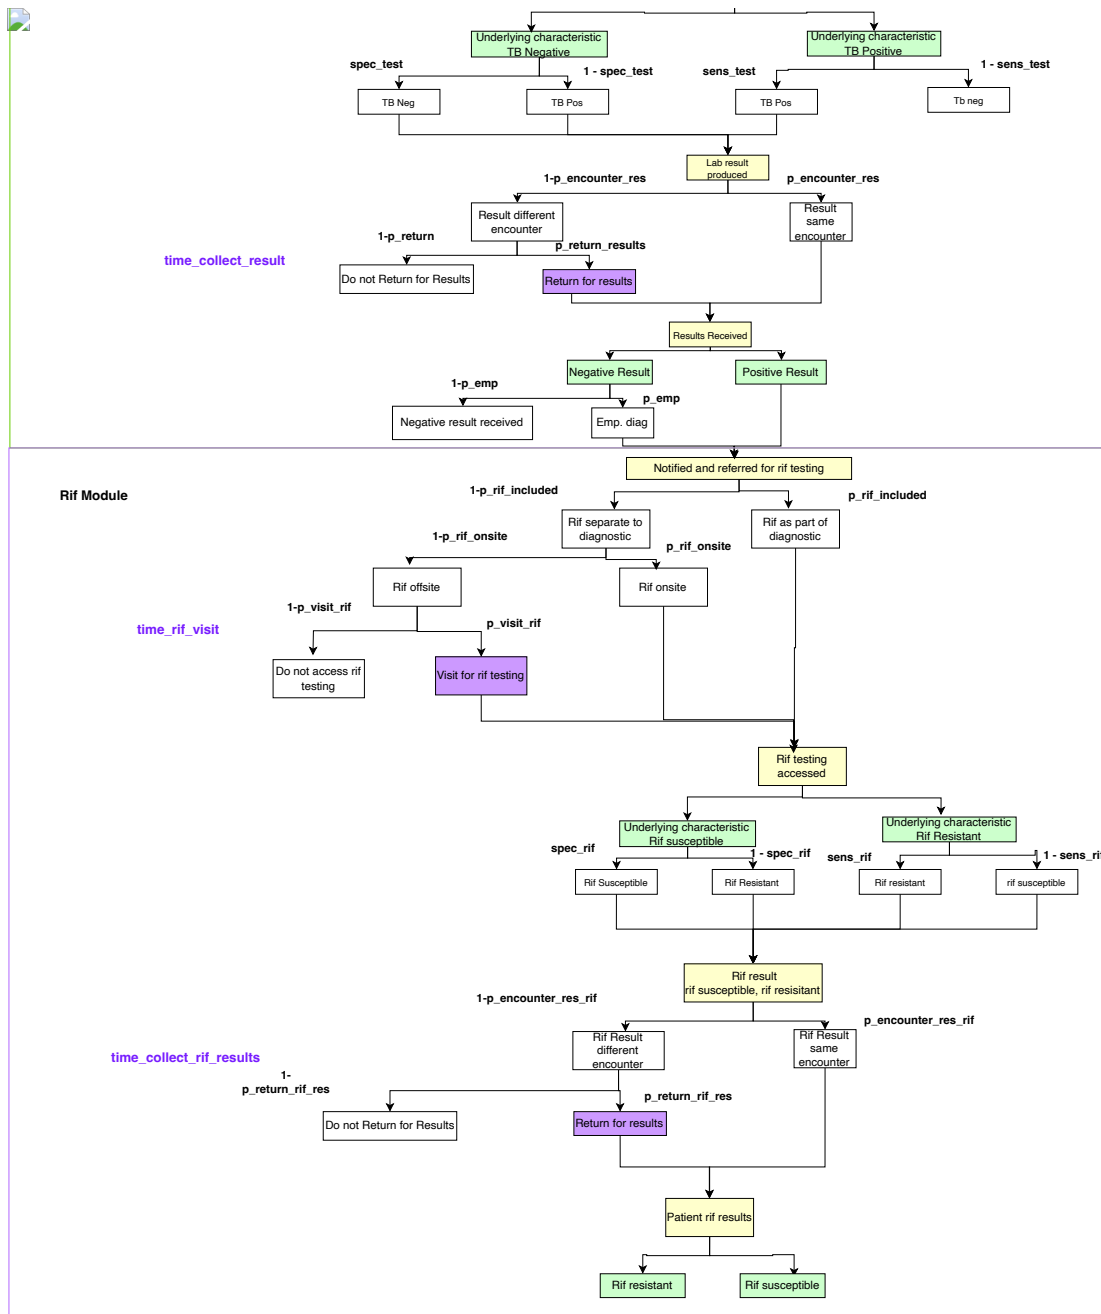 Underlying characteristic
TB Negative
Underlying characteristic
TB Positive
spec_test
1 - spec_test
sens_test
1 - sens_test
TB Neg
TB Pos
TB Pos
Tb neg
Lab result
produced
1-p_encounter_res
p_encounter_res
Result different
encounter
Result
same
encounter
1-p_return
p_return_results
time_collect_result
Do not Return for Results
Return for results
Results Received
Negative Result
Positive Result
1-p_emp
p_emp
Negative result received
Emp. diag
Notified and referred for rif testing
Rif Module
1-p_rif_included
p_rif_included
Rif separate to
diagnostic
Rif as part of
diagnostic
1-p_rif_onsite
p_rif_onsite
Rif offsite
Rif onsite
1-p_visit_rif
p_visit_rif
time_rif_visit
Do not access rif
testing
Visit for rif testing
Rif testing
accessed
Underlying characteristic
Rif susceptible
Underlying characteristic
Rif Resistant
spec_rif
1 - spec_rif
sens_rif
1 - sens_rif
Rif Susceptible
Rif Resistant
Rif resistant
rif susceptible
Rif result
rif susceptible, rif resisitant
1-p_encounter_res_rif
p_encounter_res_rif
Rif Result
different
encounter
Rif Result
same
encounter
time_collect_rif_results
1-
p_return_rif_res
p_return_rif_res
Do not Return for Results
Return for results
Patient rif results
Rif resistant
Rif susceptible